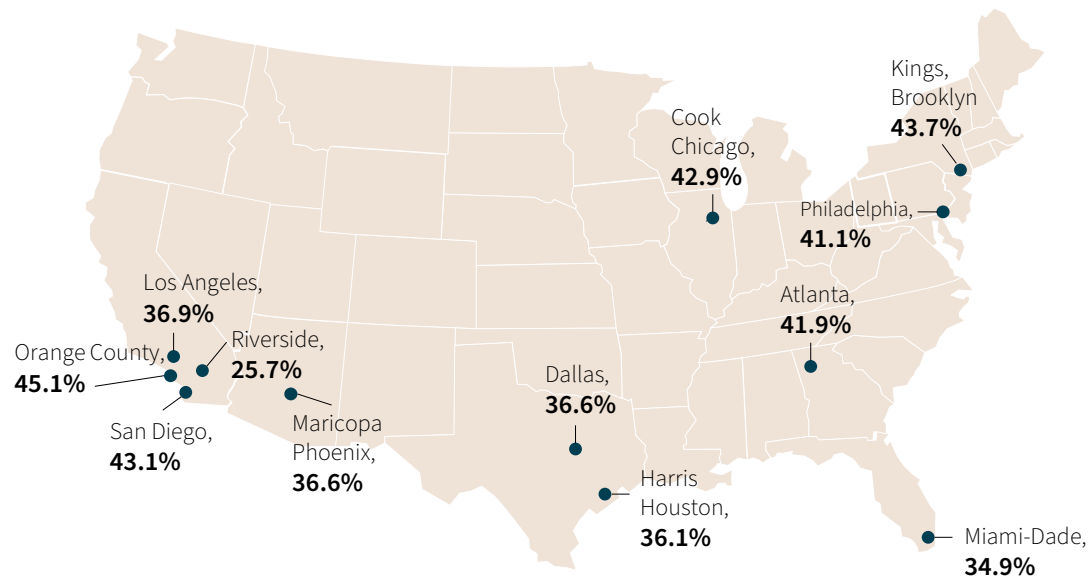 Kings,
Brooklyn
43.7%
Cook
Chicago,
42.9%
Philadelphia,
41.1%
Los Angeles,
36.9%
Atlanta,
41.9%
Riverside,
25.7%
Orange County,
45.1%
Dallas,
36.6%
San Diego,
43.1%
Maricopa
Phoenix,
36.6%
Harris
Houston,
36.1%
Miami-Dade,
34.9%